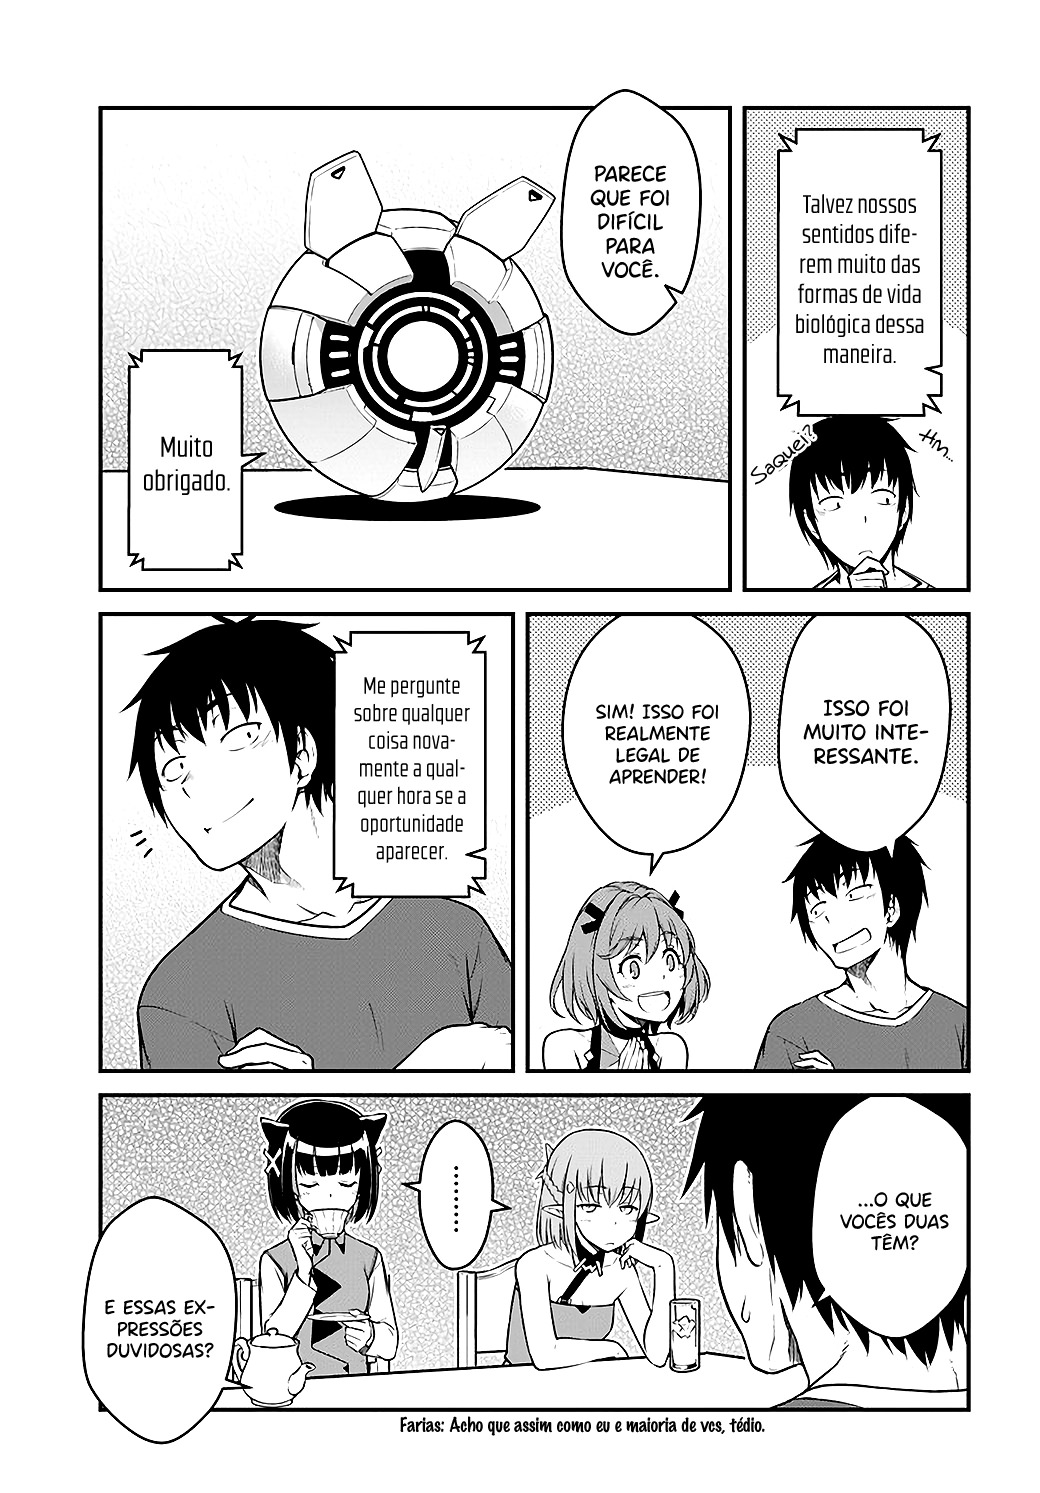 Talvez nossos
sentidos dife-
rem muito das
formas de vida
biológica dessa
maneira.
Hm...
Saquei?
PARECE
QUE FOI
DIFÍCIL
PARA
VOCÊ.
Muito
obrigado.
ISSO FOI
MUITO INTE-
RESSANTE.
SIM! ISSO FOI
REALMENTE
LEGAL DE
APRENDER!
Me pergunte
sobre qualquer
coisa nova-
mente a qual-
quer hora se a
oportunidade
aparecer.
...O QUE
VOCÊS DUAS
TÊM?
.........
E ESSAS EX-
PRESSÕES
DUVIDOSAS?
Farias: Acho que assim como eu e maioria de vcs, tédio.